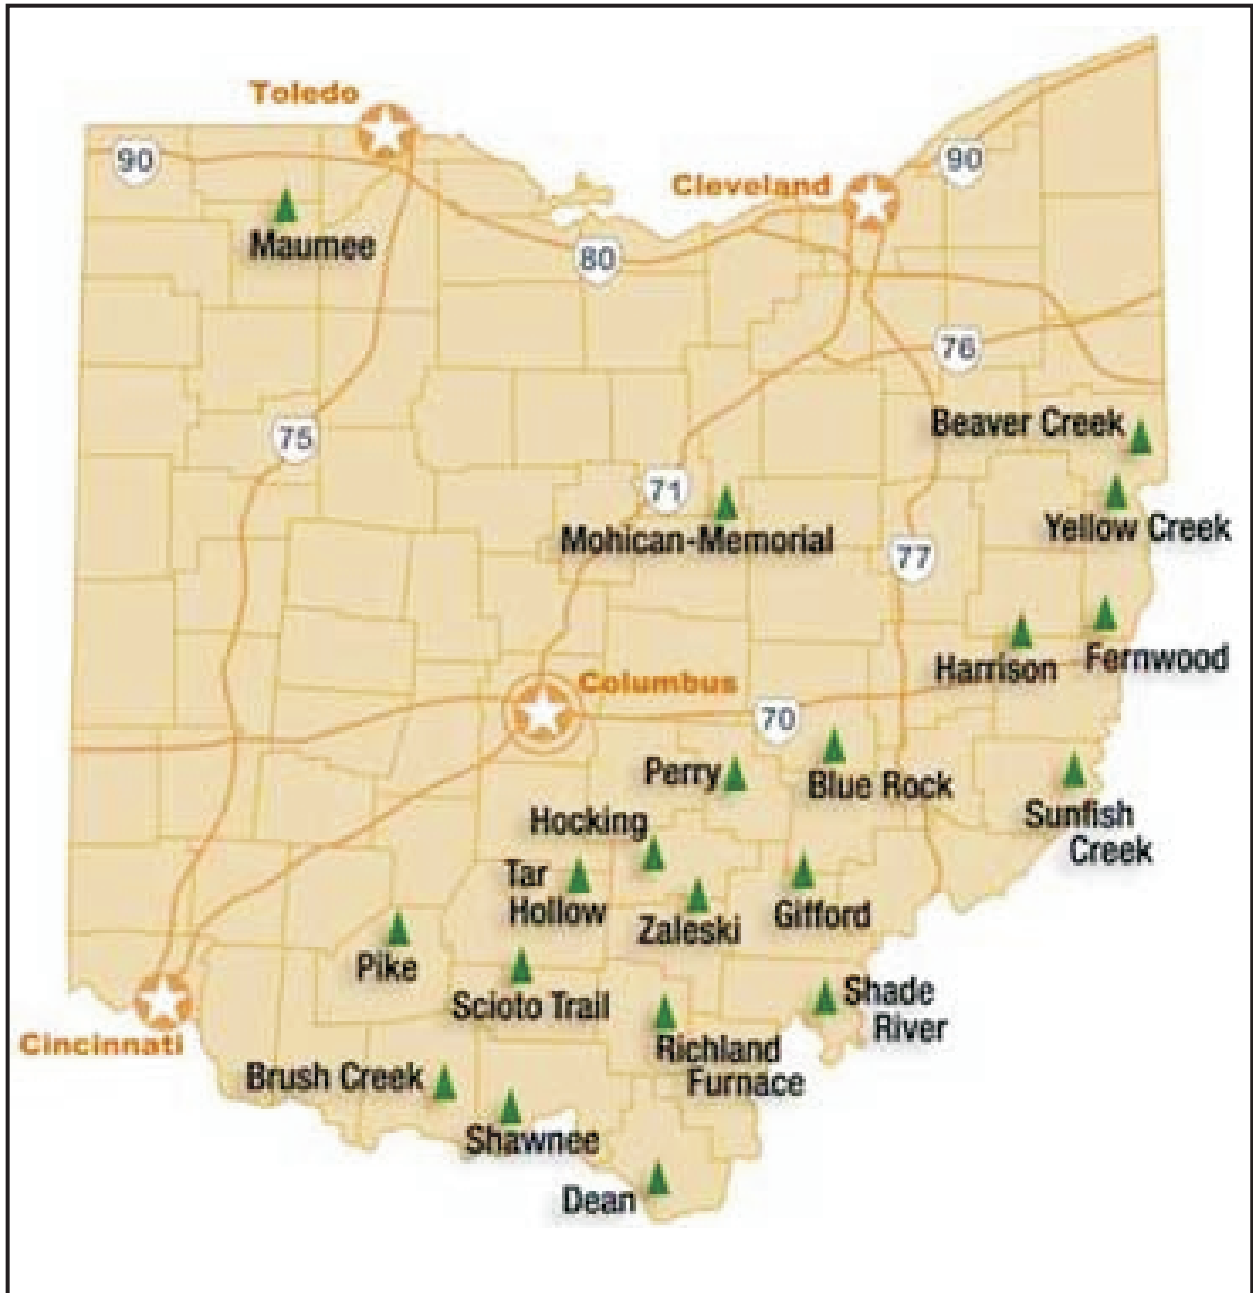 Toledo
90
Cleveland
90
Maumee
80
76
Beaver Creek
75
71
Mohican-Memorial
Yellow Creek
77
Harrison
Fernwood
Columbus
70
Perry
Blue Rock
Hocking
Sunfish
Creek
Tar
Hollow
Zaleski
Gifford
Pike
Scioto Trail
Shade
River
Cincinnati
Richland
Furnace
Brush Creek
Shawnee
Dean